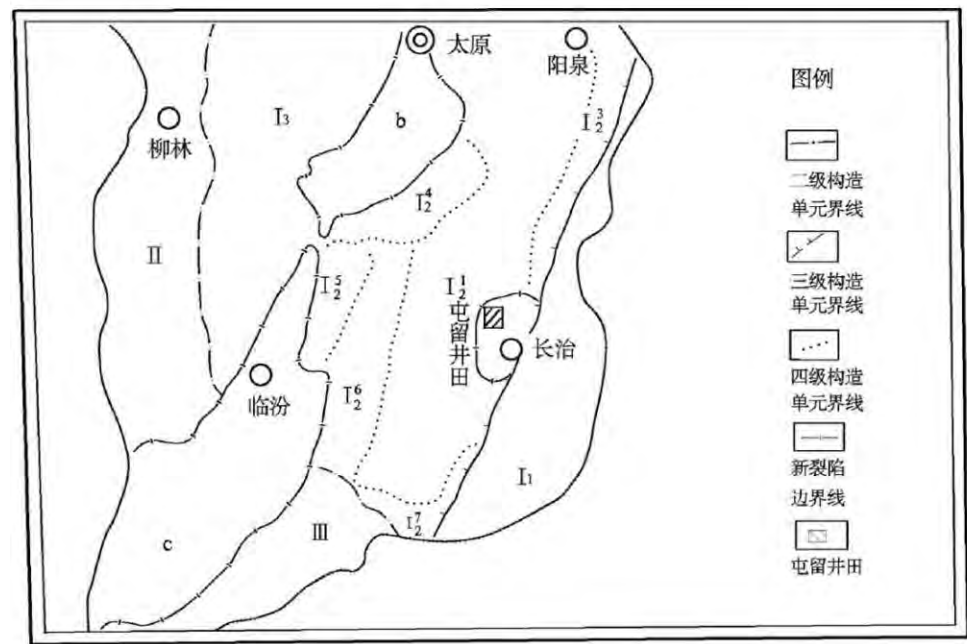 太原
阳泉
图例
b
I₃
I₂³
柳林
二级构造
单元界线
I₂⁴
II
I₂⁵
I₂¹
屯留井田
三级构造
单元界线
长治
临汾
I₂⁶
四级构造
单元界线
I₁
新裂陷
边界线
III
I₂⁷
c
屯留井田